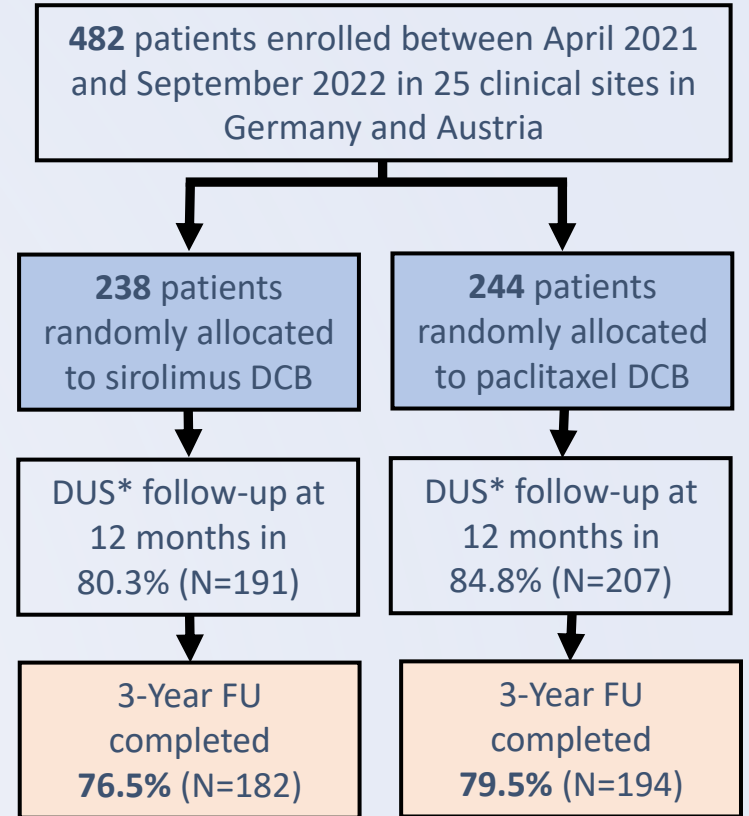 482 patients enrolled between April 2021
and September 2022 in 25 clinical sites in
Germany and Austria
238 patients
randomly allocated
to sirolimus DCB
244 patients
randomly allocated
to paclitaxel DCB
DUS* follow-up at
12 months in
80.3% (N=191)
DUS* follow-up at
12 months in
84.8% (N=207)
3-Year FU
completed
76.5% (N=182)
3-Year FU
completed
79.5% (N=194)